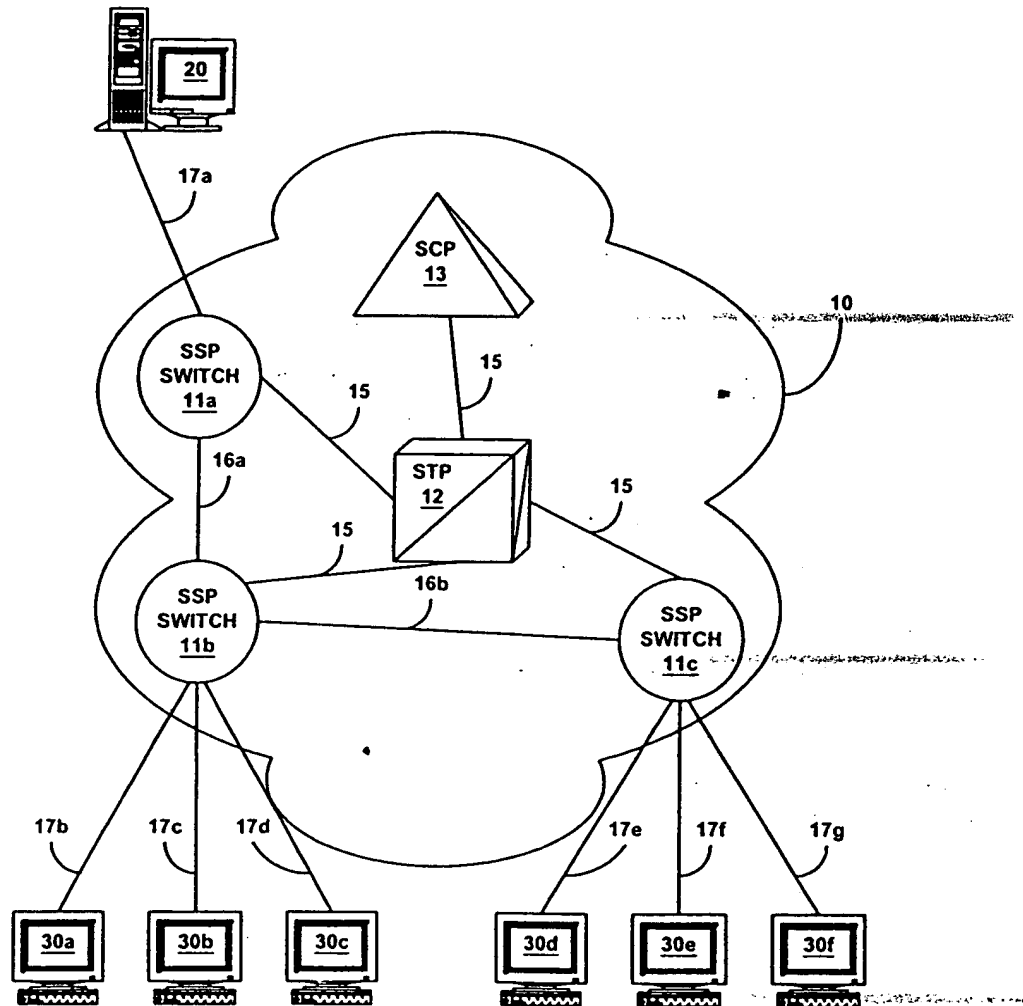 20
17a
SCP
13
10
SSP
SWITCH
11a
15
15
16a
STP
12
15
15
16b
SSP
SWITCH
11b
SSP
SWITCH
11c
17b
17c
17d
17e
17f
17g
30a
30b
30c
30d
30e
30f